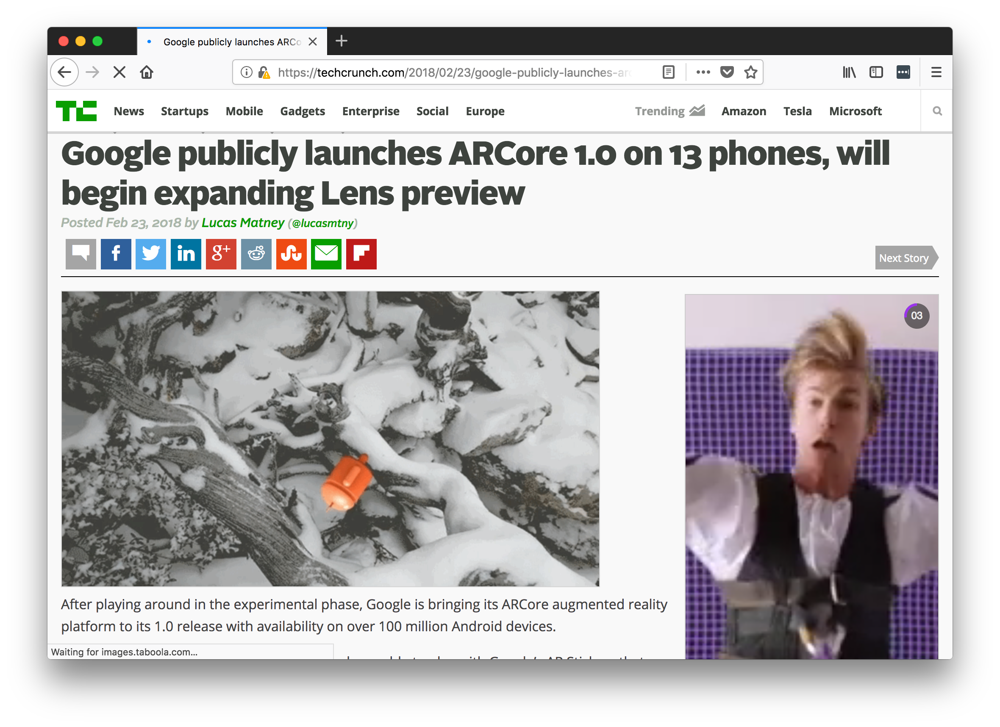 Google publicly launches ARCo
https://techcrunch.com/2018/02/23/google-publicly-launches-arc
TC News Startups Mobile Gadgets Enterprise Social Europe Trending Amazon Tesla Microsoft
Google publicly launches ARCore 1.0 on 13 phones, will
begin expanding Lens preview
Posted Feb 23, 2018 by Lucas Matney (@lucasmtny)
f in g+
Next Story
03
After playing around in the experimental phase, Google is bringing its ARCore augmented reality
platform to its 1.0 release with availability on over 100 million Android devices.
Waiting for images.taboola.com...